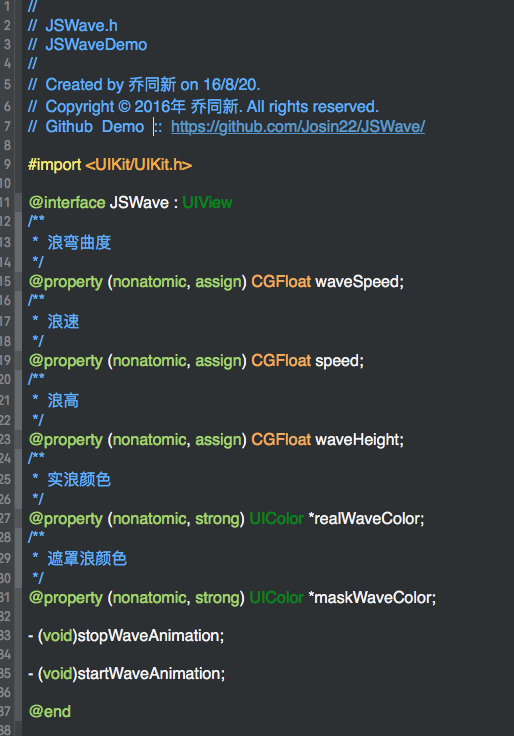 1 //
2 //  JSWave.h
3 //  JSWaveDemo
4 //
5 //  Created by 乔同新 on 16/8/20.
6 //  Copyright © 2016年 乔同新. All rights reserved.
7 //  Github  Demo  ::  https://github.com/Josin22/JSWave/
8
9 #import <UIKit/UIKit.h>
10
11 @interface JSWave : UIView
12 /**
13  *  浪弯曲度
14  */
15 @property (nonatomic, assign) CGFloat waveSpeed;
16 /**
17  *  浪速
18  */
19 @property (nonatomic, assign) CGFloat speed;
20 /**
21  *  浪高
22  */
23 @property (nonatomic, assign) CGFloat waveHeight;
24 /**
25  *  实浪颜色
26  */
27 @property (nonatomic, strong) UIColor *realWaveColor;
28 /**
29  *  遮罩浪颜色
30  */
31 @property (nonatomic, strong) UIColor *maskWaveColor;
32
33 - (void)stopWaveAnimation;
34
35 - (void)startWaveAnimation;
36
37 @end
38